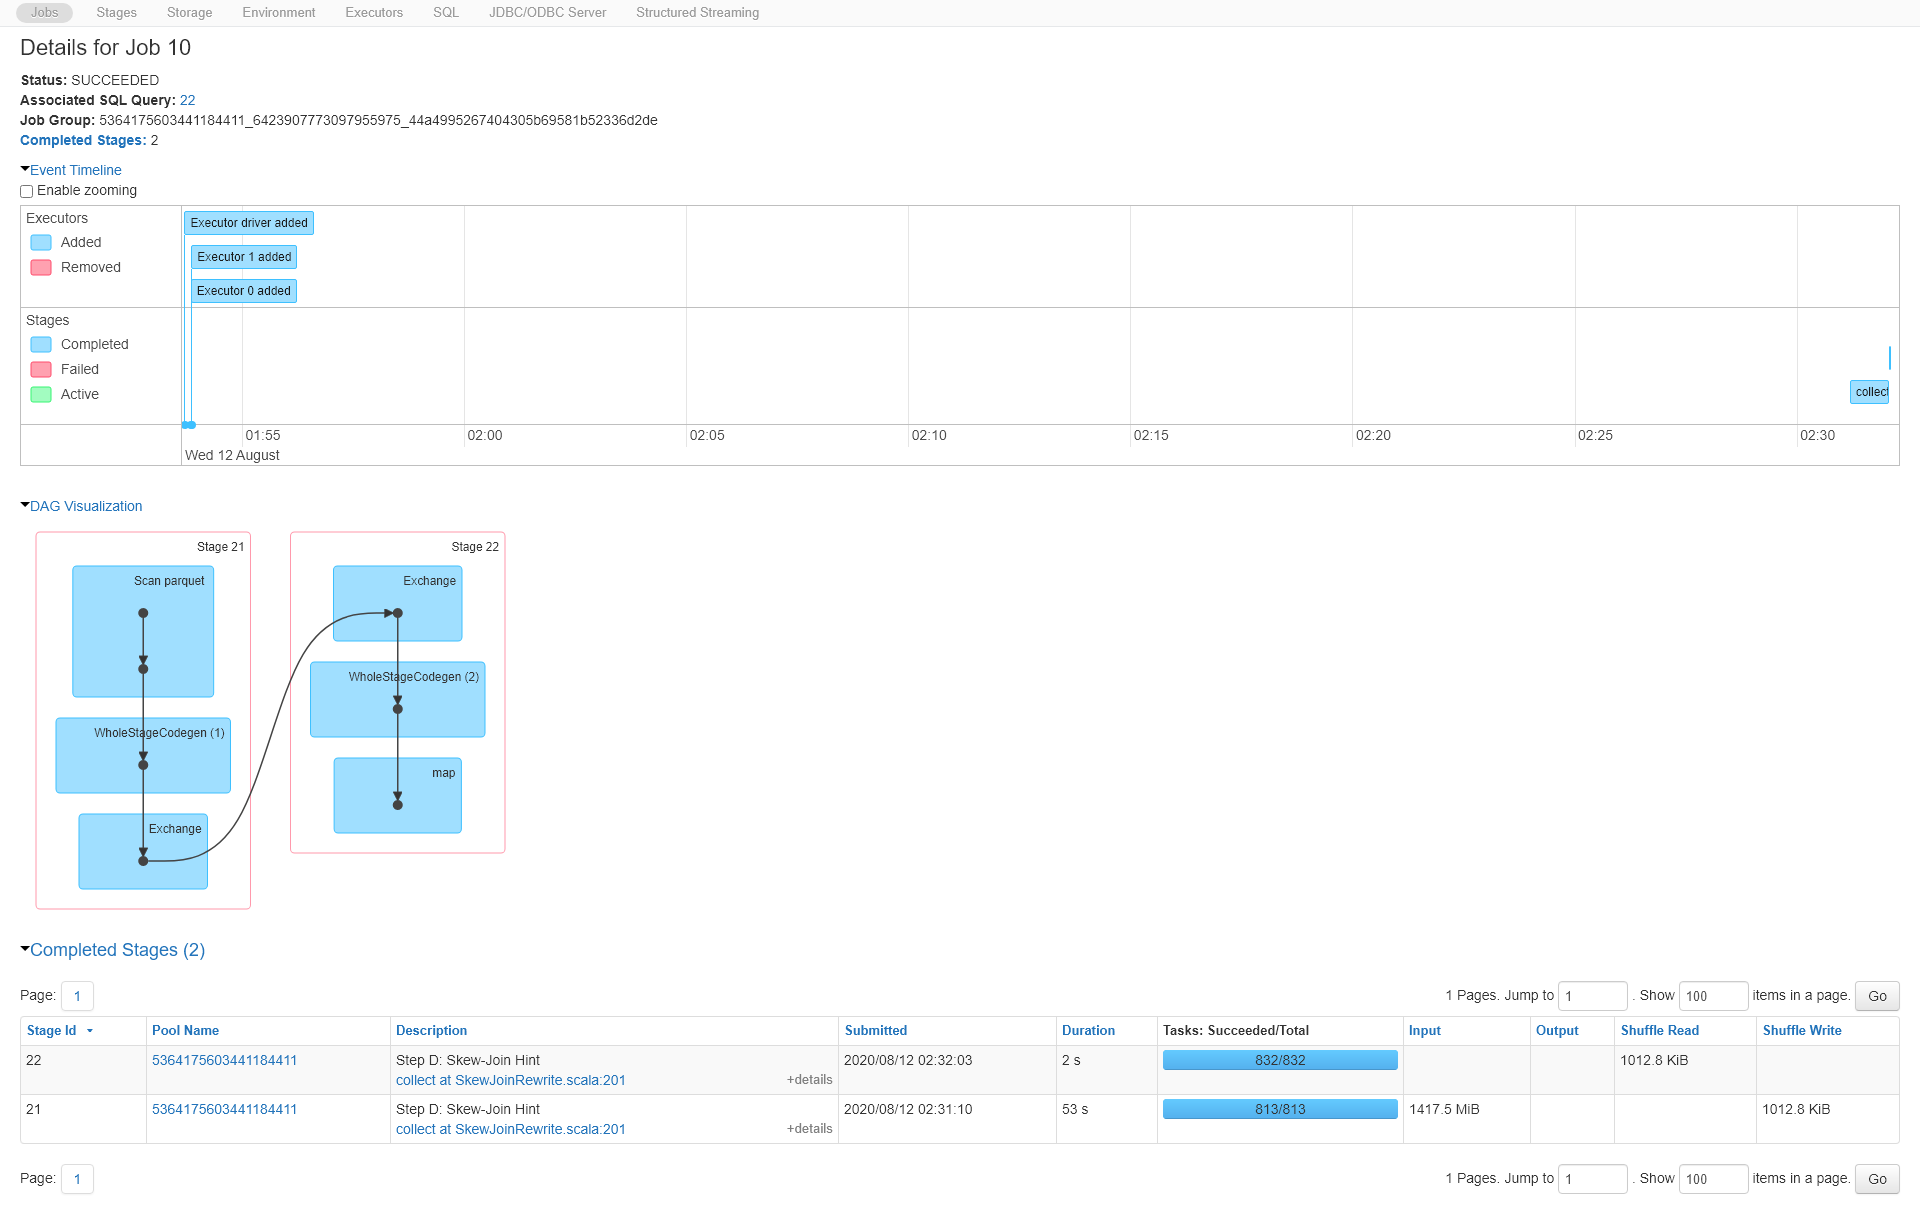 Jobs Stages Storage Environment Executors SQL JDBC/ODBC Server Structured Streaming
Details for Job 10
Status: SUCCEEDED
Associated SQL Query: 22
Job Group: 5364175603441184411_6423907773097955975_44a4995267404305b69581b52336d2de
Completed Stages: 2
Event Timeline
Enable zooming
Executors
Added
Removed
Executor driver added
Executor 1 added
Executor 0 added
Stages
Completed
Failed
Active
collect
01:55 02:00 02:05 02:10 02:15 02:20 02:25 02:30
Wed 12 August
DAG Visualization
Stage 21
Scan parquet
WholeStageCodegen (1)
Exchange
Stage 22
Exchange
WholeStageCodegen (2)
map
Completed Stages (2)
Page: 1 1 Pages. Jump to 1 . Show 100 items in a page. Go
Stage Id Pool Name Description Submitted Duration Tasks: Succeeded/Total Input Output Shuffle Read Shuffle Write
22 5364175603441184411 Step D: Skew-Join Hint 2020/08/12 02:32:03 2 s 832/832 1012.8 KiB
collect at SkewJoinRewrite.scala:201 +details
21 5364175603441184411 Step D: Skew-Join Hint 2020/08/12 02:31:10 53 s 813/813 1417.5 MiB 1012.8 KiB
collect at SkewJoinRewrite.scala:201 +details
Page: 1 1 Pages. Jump to 1 . Show 100 items in a page. Go